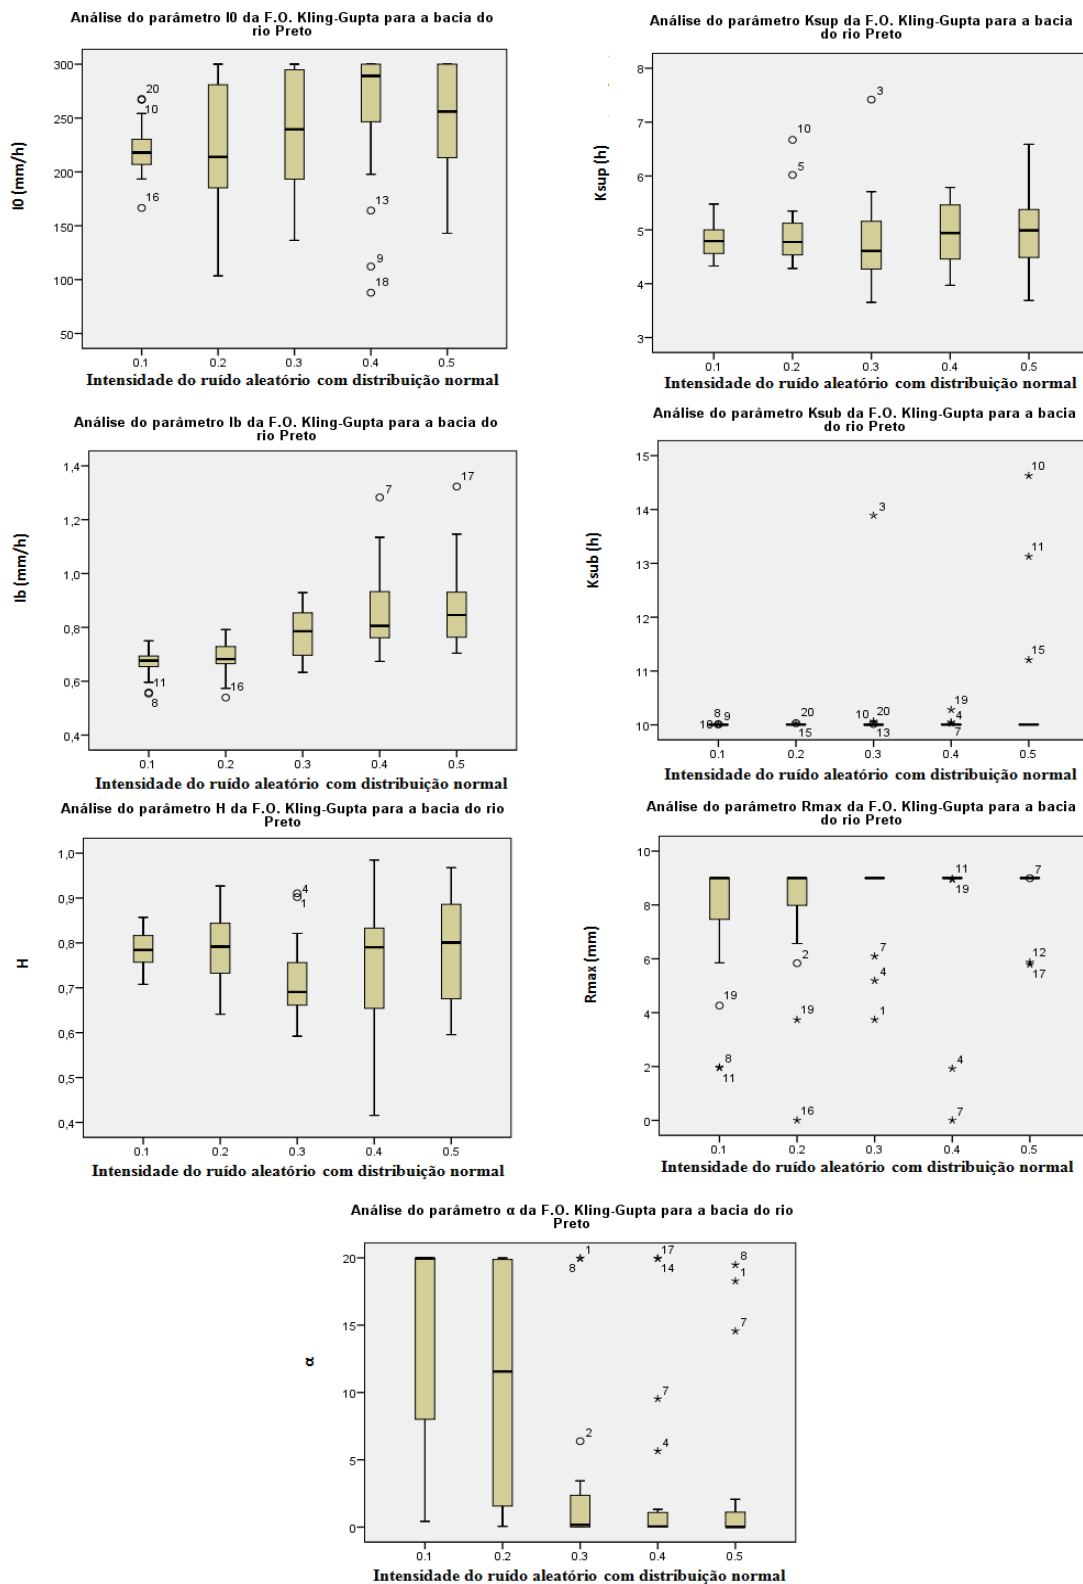 Análise do parâmetro I0 da F.O. Kling-Gupta para a bacia do
rio Preto
I0 (mm/h)
300
250
200
150
100
50
20
10
16
13
9
18
0.1 0.2 0.3 0.4 0.5
Intensidade do ruído aleatório com distribuição normal
Análise do parâmetro Ksup da F.O. Kling-Gupta para a bacia
do rio Preto
Ksup (h)
8
7
6
5
4
3
10
5
3
0.1 0.2 0.3 0.4 0.5
Intensidade do ruído aleatório com distribuição normal
Análise do parâmetro Ib da F.O. Kling-Gupta para a bacia do
rio Preto
Ib (mm/h)
1,4
1,2
1,0
0,8
0,6
0,4
11
8
16
7
17
0.1 0.2 0.3 0.4 0.5
Intensidade do ruído aleatório com distribuição normal
Análise do parâmetro Ksub da F.O. Kling-Gupta para a bacia
do rio Preto
Ksub (h)
15
14
13
12
11
10
8
9
20
15
3
10
20
13
19
4
7
10
11
15
0.1 0.2 0.3 0.4 0.5
Intensidade do ruído aleatório com distribuição normal
Análise do parâmetro H da F.O. Kling-Gupta para a bacia do rio
Preto
H
1,0
0,9
0,8
0,7
0,6
0,5
0,4
4
1
0.1 0.2 0.3 0.4 0.5
Intensidade do ruído aleatório com distribuição normal
Análise do parâmetro Rmax da F.O. Kling-Gupta para a bacia
do rio Preto
Rmax (mm)
10
8
6
4
2
0
19
8
11
2
19
16
7
4
1
11
19
4
7
7
12
17
0.1 0.2 0.3 0.4 0.5
Intensidade do ruído aleatório com distribuição normal
Análise do parâmetro α da F.O. Kling-Gupta para a bacia do rio
Preto
α
20
15
10
5
0
1
8
2
17
14
7
4
8
1
7
0.1 0.2 0.3 0.4 0.5
Intensidade do ruído aleatório com distribuição normal